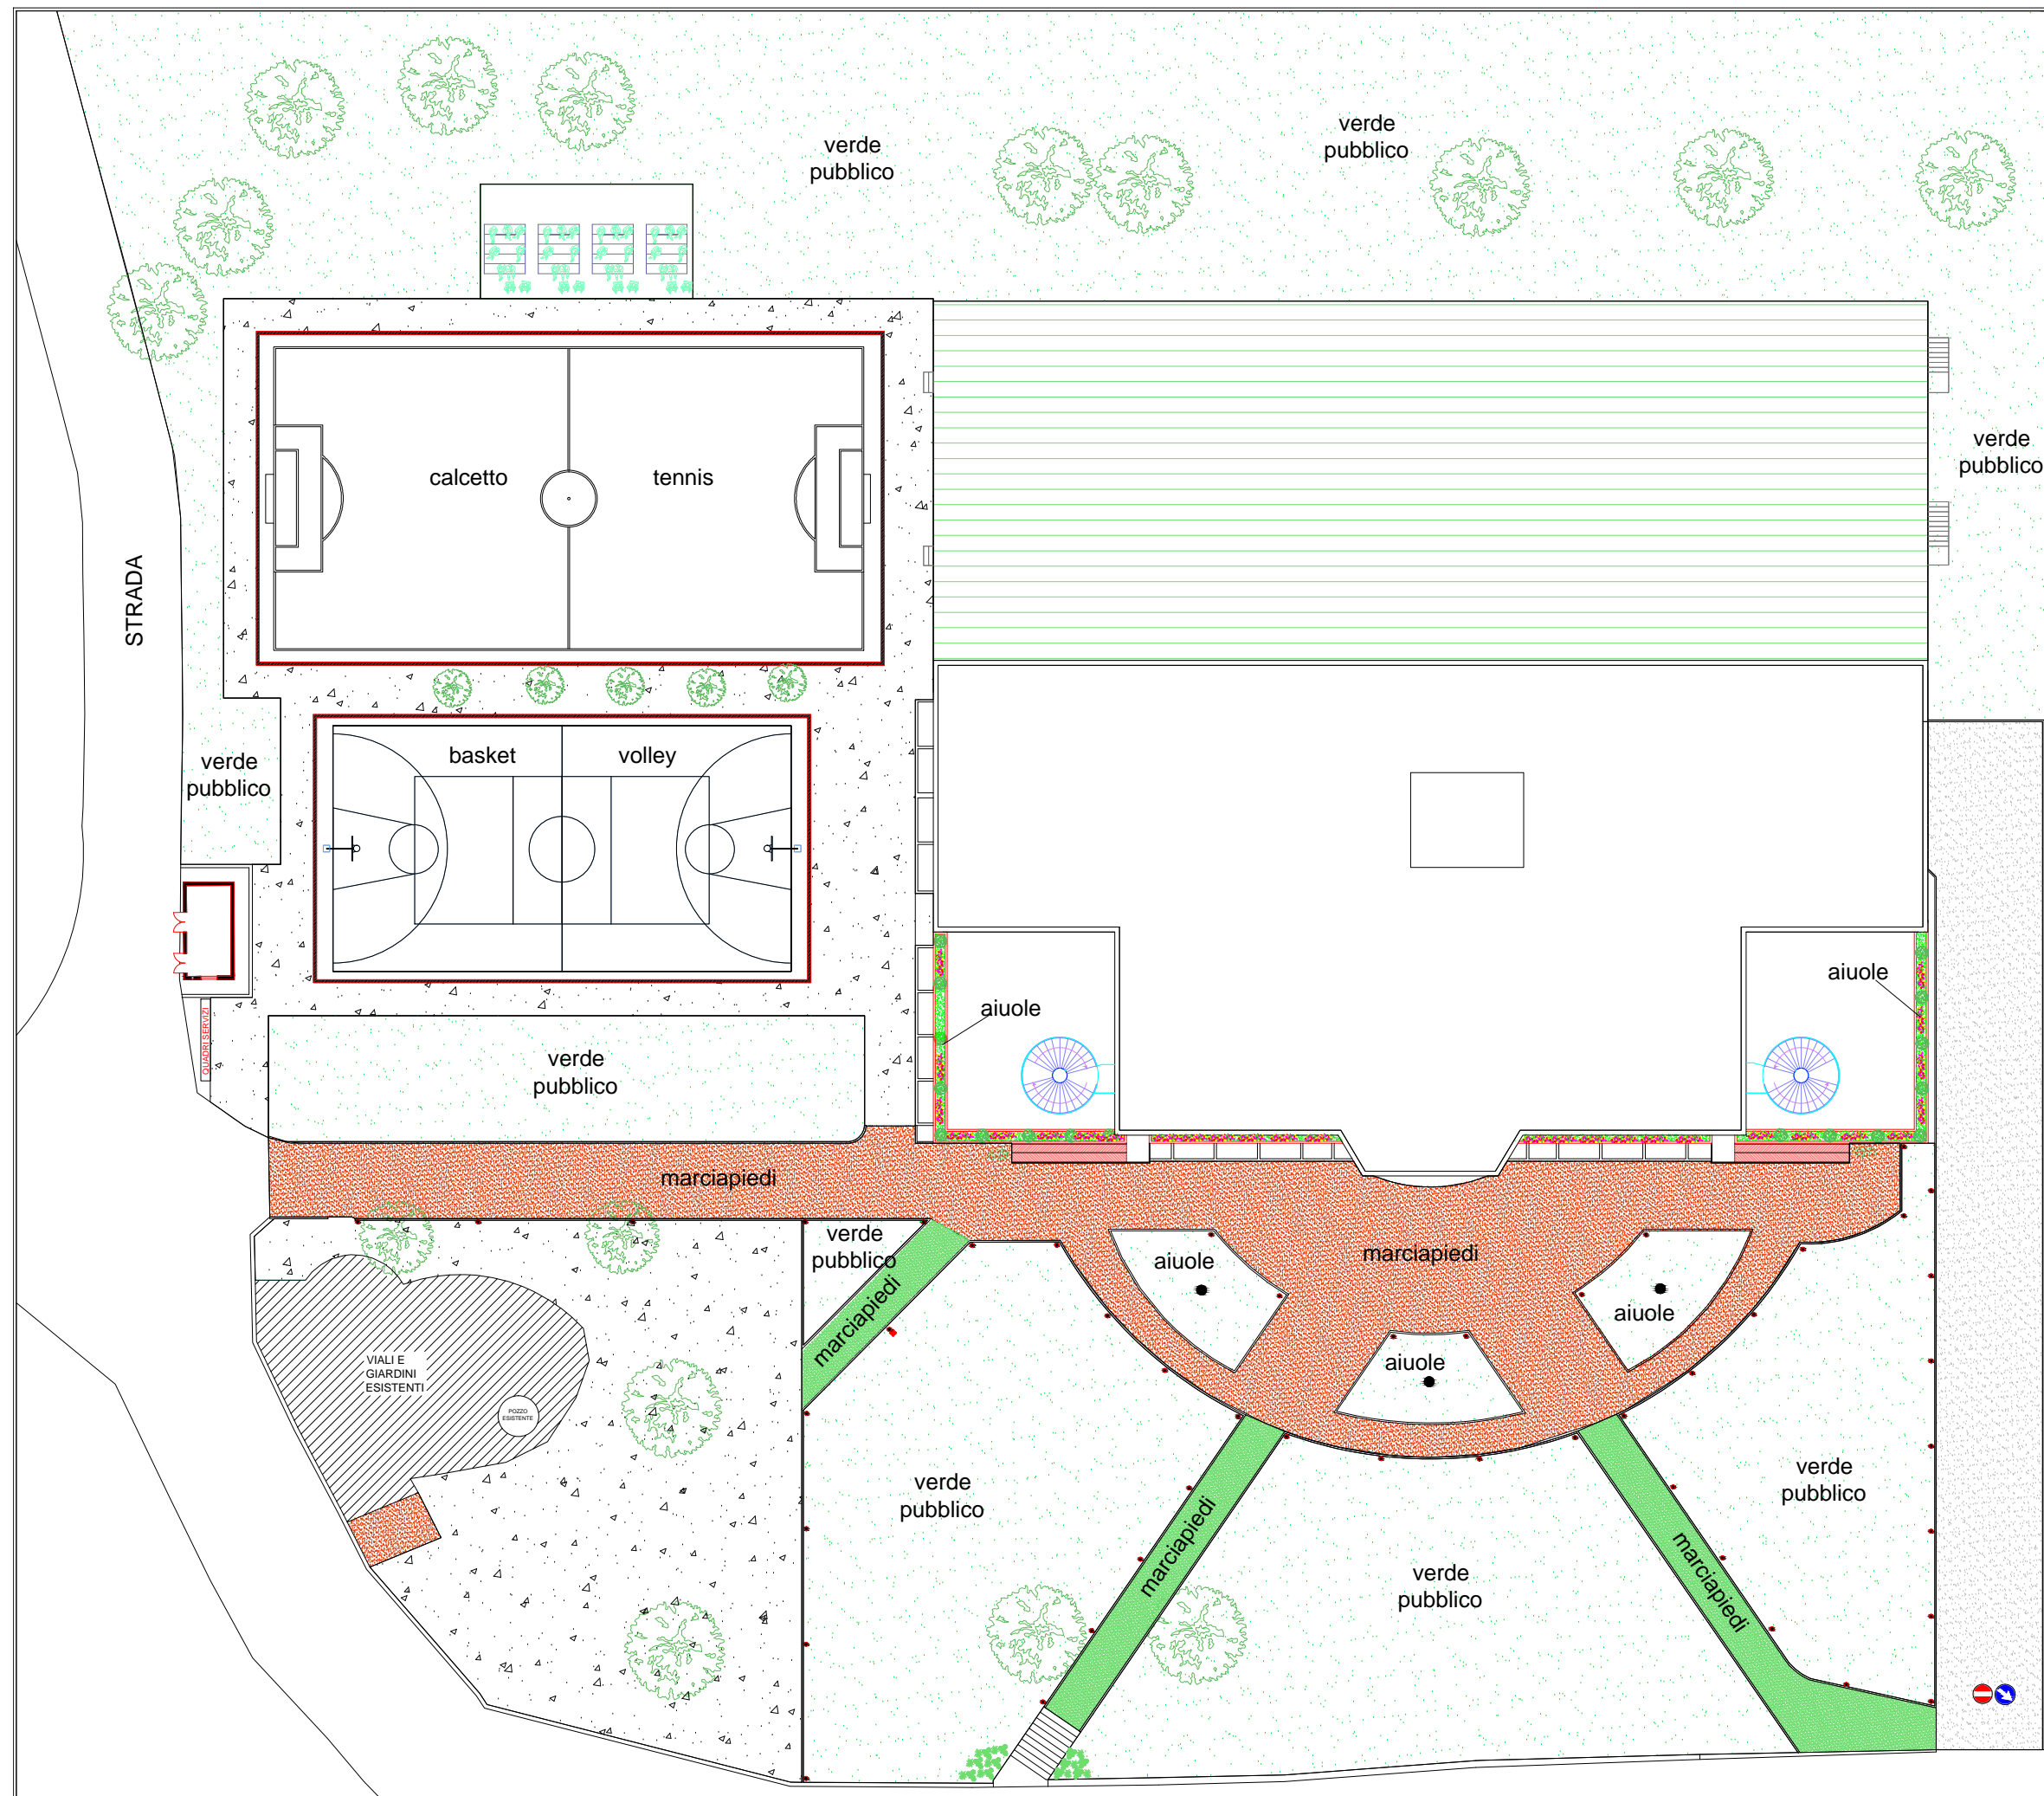 verde
pubblico
verde
pubblico
verde
pubblico
calcetto
tennis
STRADA
basket
volley
verde
pubblico
aiuole
aiuole
QUADRI SERVIZI
verde
pubblico
marciapiedi
verde
pubblico
marciapiedi
aiuole
marciapiedi
aiuole
aiuole
VIALI E
GIARDINI
ESISTENTI
POZZO
ESISTENTE
verde
pubblico
marciapiedi
verde
pubblico
marciapiedi
verde
pubblico